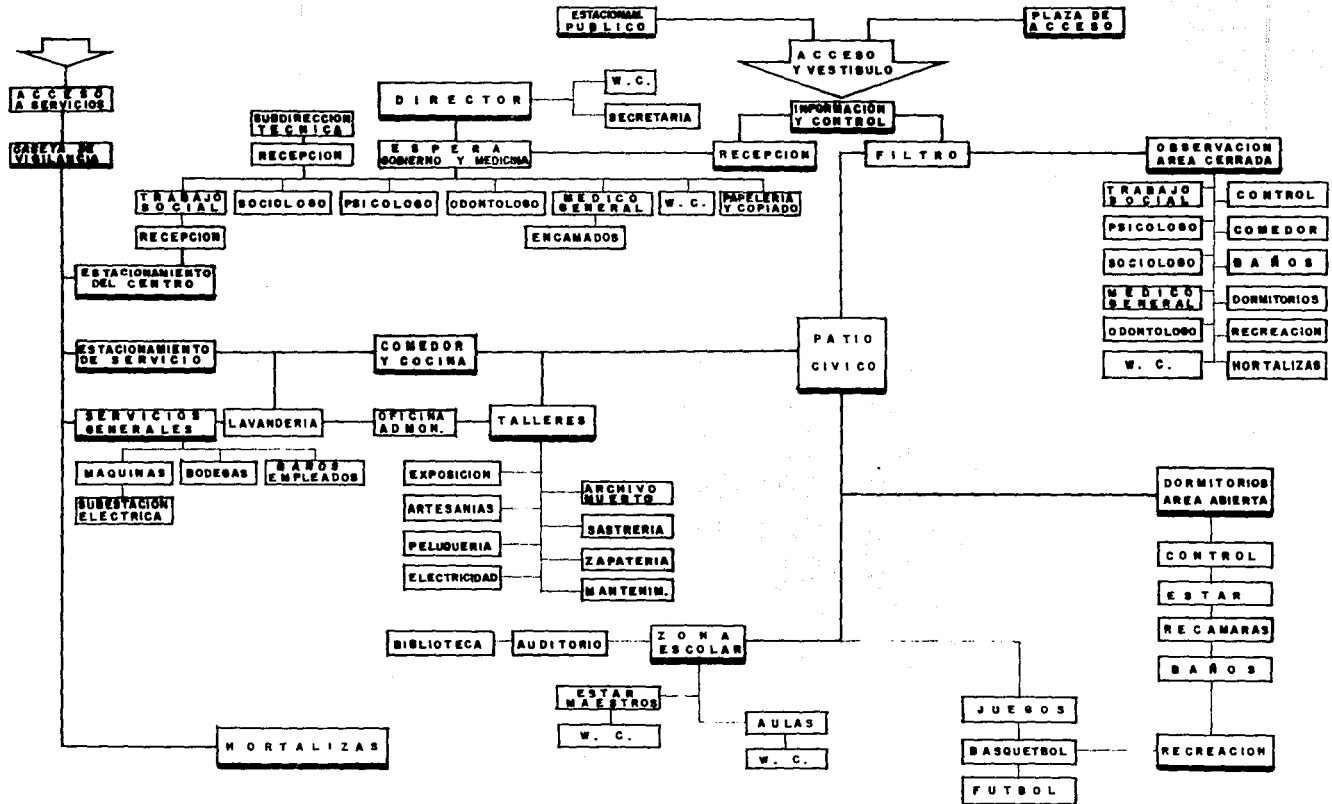 ESTACIONAM.
PUBLICO
PLAZA DE
ACCESO
ACCESO
Y VESTIBULO
ACCESO
A SERVICIOS
CASETA DE
VIGILANCIA
DIRECTOR
W. C.
SECRETARIA
INFORMACIÓN
Y CONTROL
SUBDIRECCION
TECNICA
RECEPCION
ESPERA
GOBIERNO Y MEDICINA
RECEPCION
FILTRO
OBSERVACION
AREA CERRADA
TRABAJO
SOCIAL
SOCIOLOGO
PSICOLOGO
ODONTOLOGO
MEDICO
GENERAL
W. C.
PAPELERIA
Y COPIADO
RECEPCION
ENCAMADOS
ESTACIONAMIENTO
DEL CENTRO
TRABAJO
SOCIAL
CONTROL
PSICOLOGO
COMEDOR
SOCIOLOGO
BAÑOS
MEDICO
GENERAL
DORMITORIOS
ODONTOLOGO
RECREACION
W. C.
HORTALIZAS
ESTACIONAMIENTO
DE SERVICIO
COMEDOR
Y COCINA
PATIO
CIVICO
SERVICIOS
GENERALES
LAVANDERIA
OFICINA
ADMON.
TALLERES
MAQUINAS
BODEGAS
BAÑOS
EMPLEADOS
SUBESTACION
ELECTRICA
EXPOSICION
ARCHIVO
MUERTO
ARTESANIAS
SASTRERIA
PELUQUERIA
ZAPATERIA
ELECTRICIDAD
MANTENIM.
DORMITORIOS
AREA ABIERTA
CONTROL
ESTAR
RECAMARAS
BAÑOS
RECREACION
BIBLIOTECA
AUDITORIO
ZONA
ESCOLAR
ESTAR
MAESTROS
W. C.
AULAS
W. C.
JUEGOS
BASQUETBOL
FUTBOL
HORTALIZAS